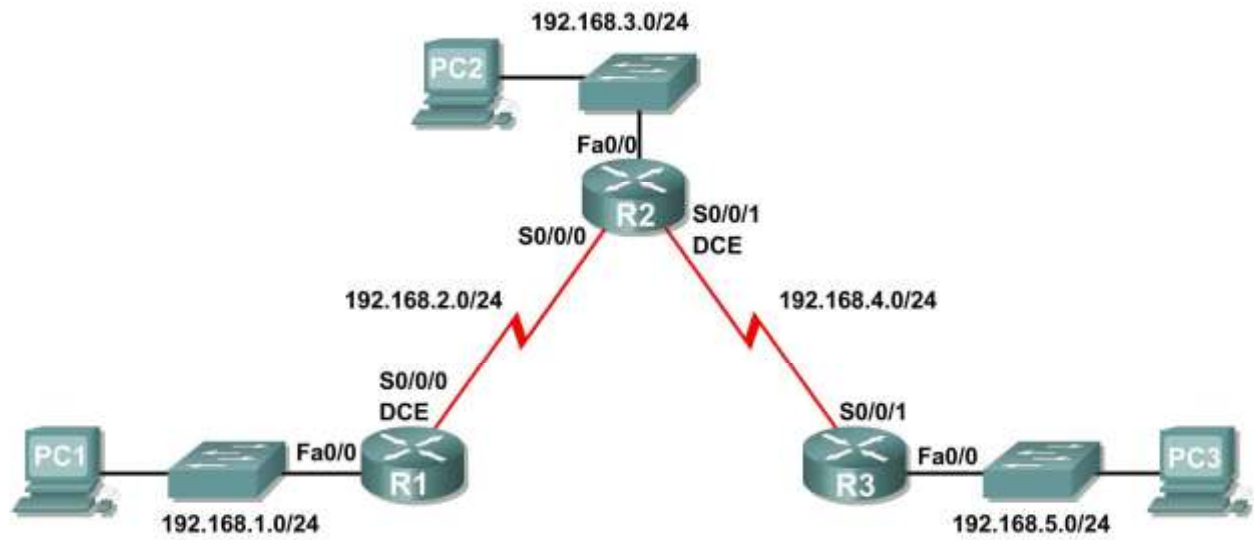 192.168.3.0/24
PC2
Fa0/0
R2
S0/0/0
S0/0/1
DCE
192.168.2.0/24
192.168.4.0/24
S0/0/0
DCE
S0/0/1
PC1
Fa0/0
R1
R3
Fa0/0
PC3
192.168.1.0/24
192.168.5.0/24